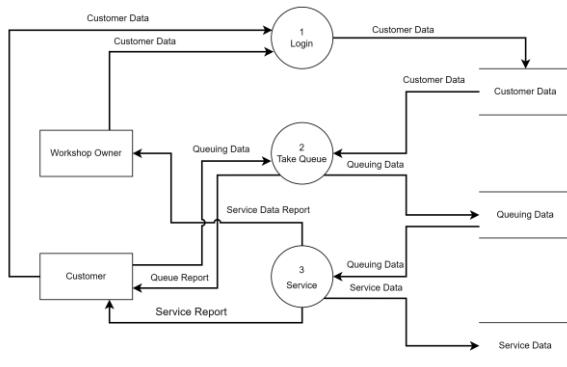 Customer Data
Customer Data
1
Login
Customer Data
Customer Data
Customer Data
Workshop Owner
Queuing Data
2
Take Queue
Queuing Data
Service Data Report
Queuing Data
Customer
Queue Report
3
Service
Queuing Data
Service Data
Service Report
Service Data